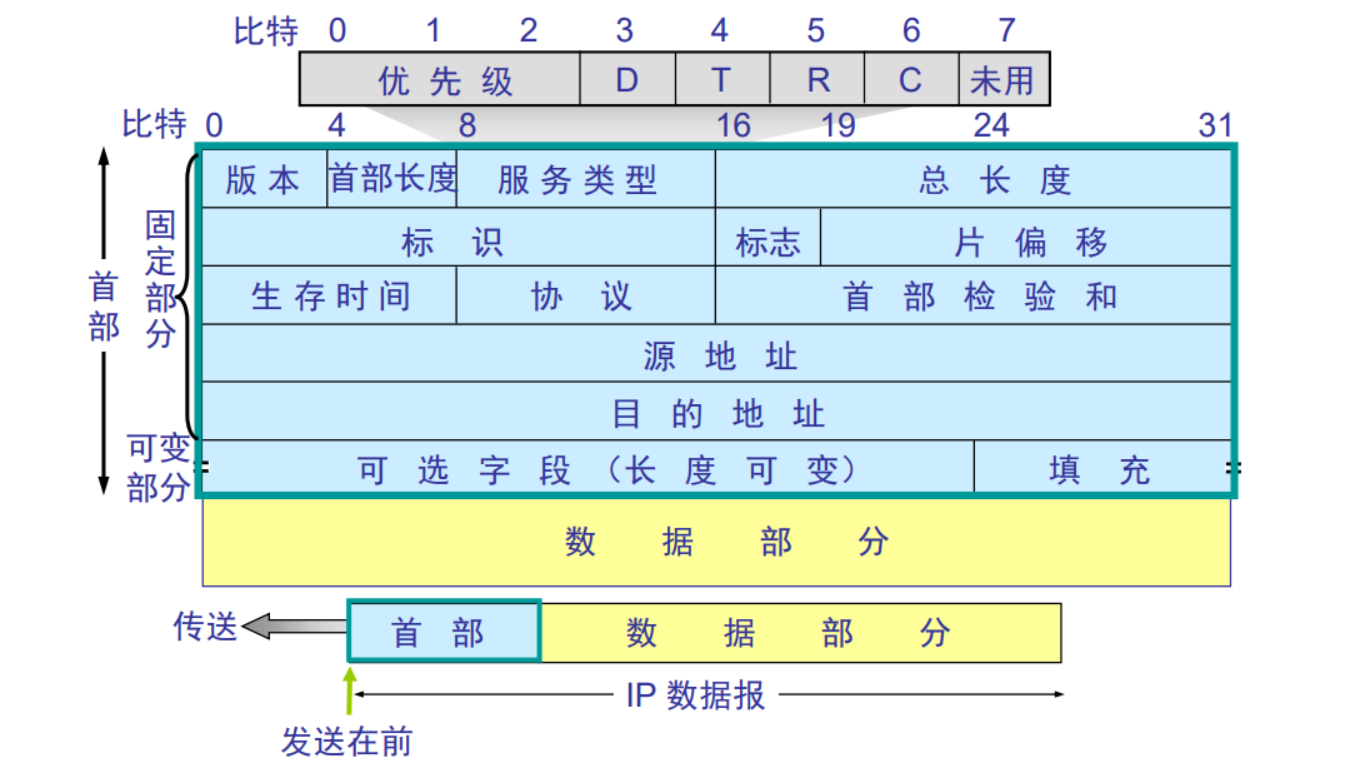 比特 0 1 2 3 4 5 6 7
优先级 D T R C 未用
比特 0 4 8 16 19 24 31
版本 首部长度 服务类型 总长度
标识 标志 片偏移
生存时间 协议 首部检验和
源地址
目的地址
可选字段（长度可变） 填充
首部
固定部分
可变
部分
数据部分
传送 首部 数据部分
IP 数据报
发送在前